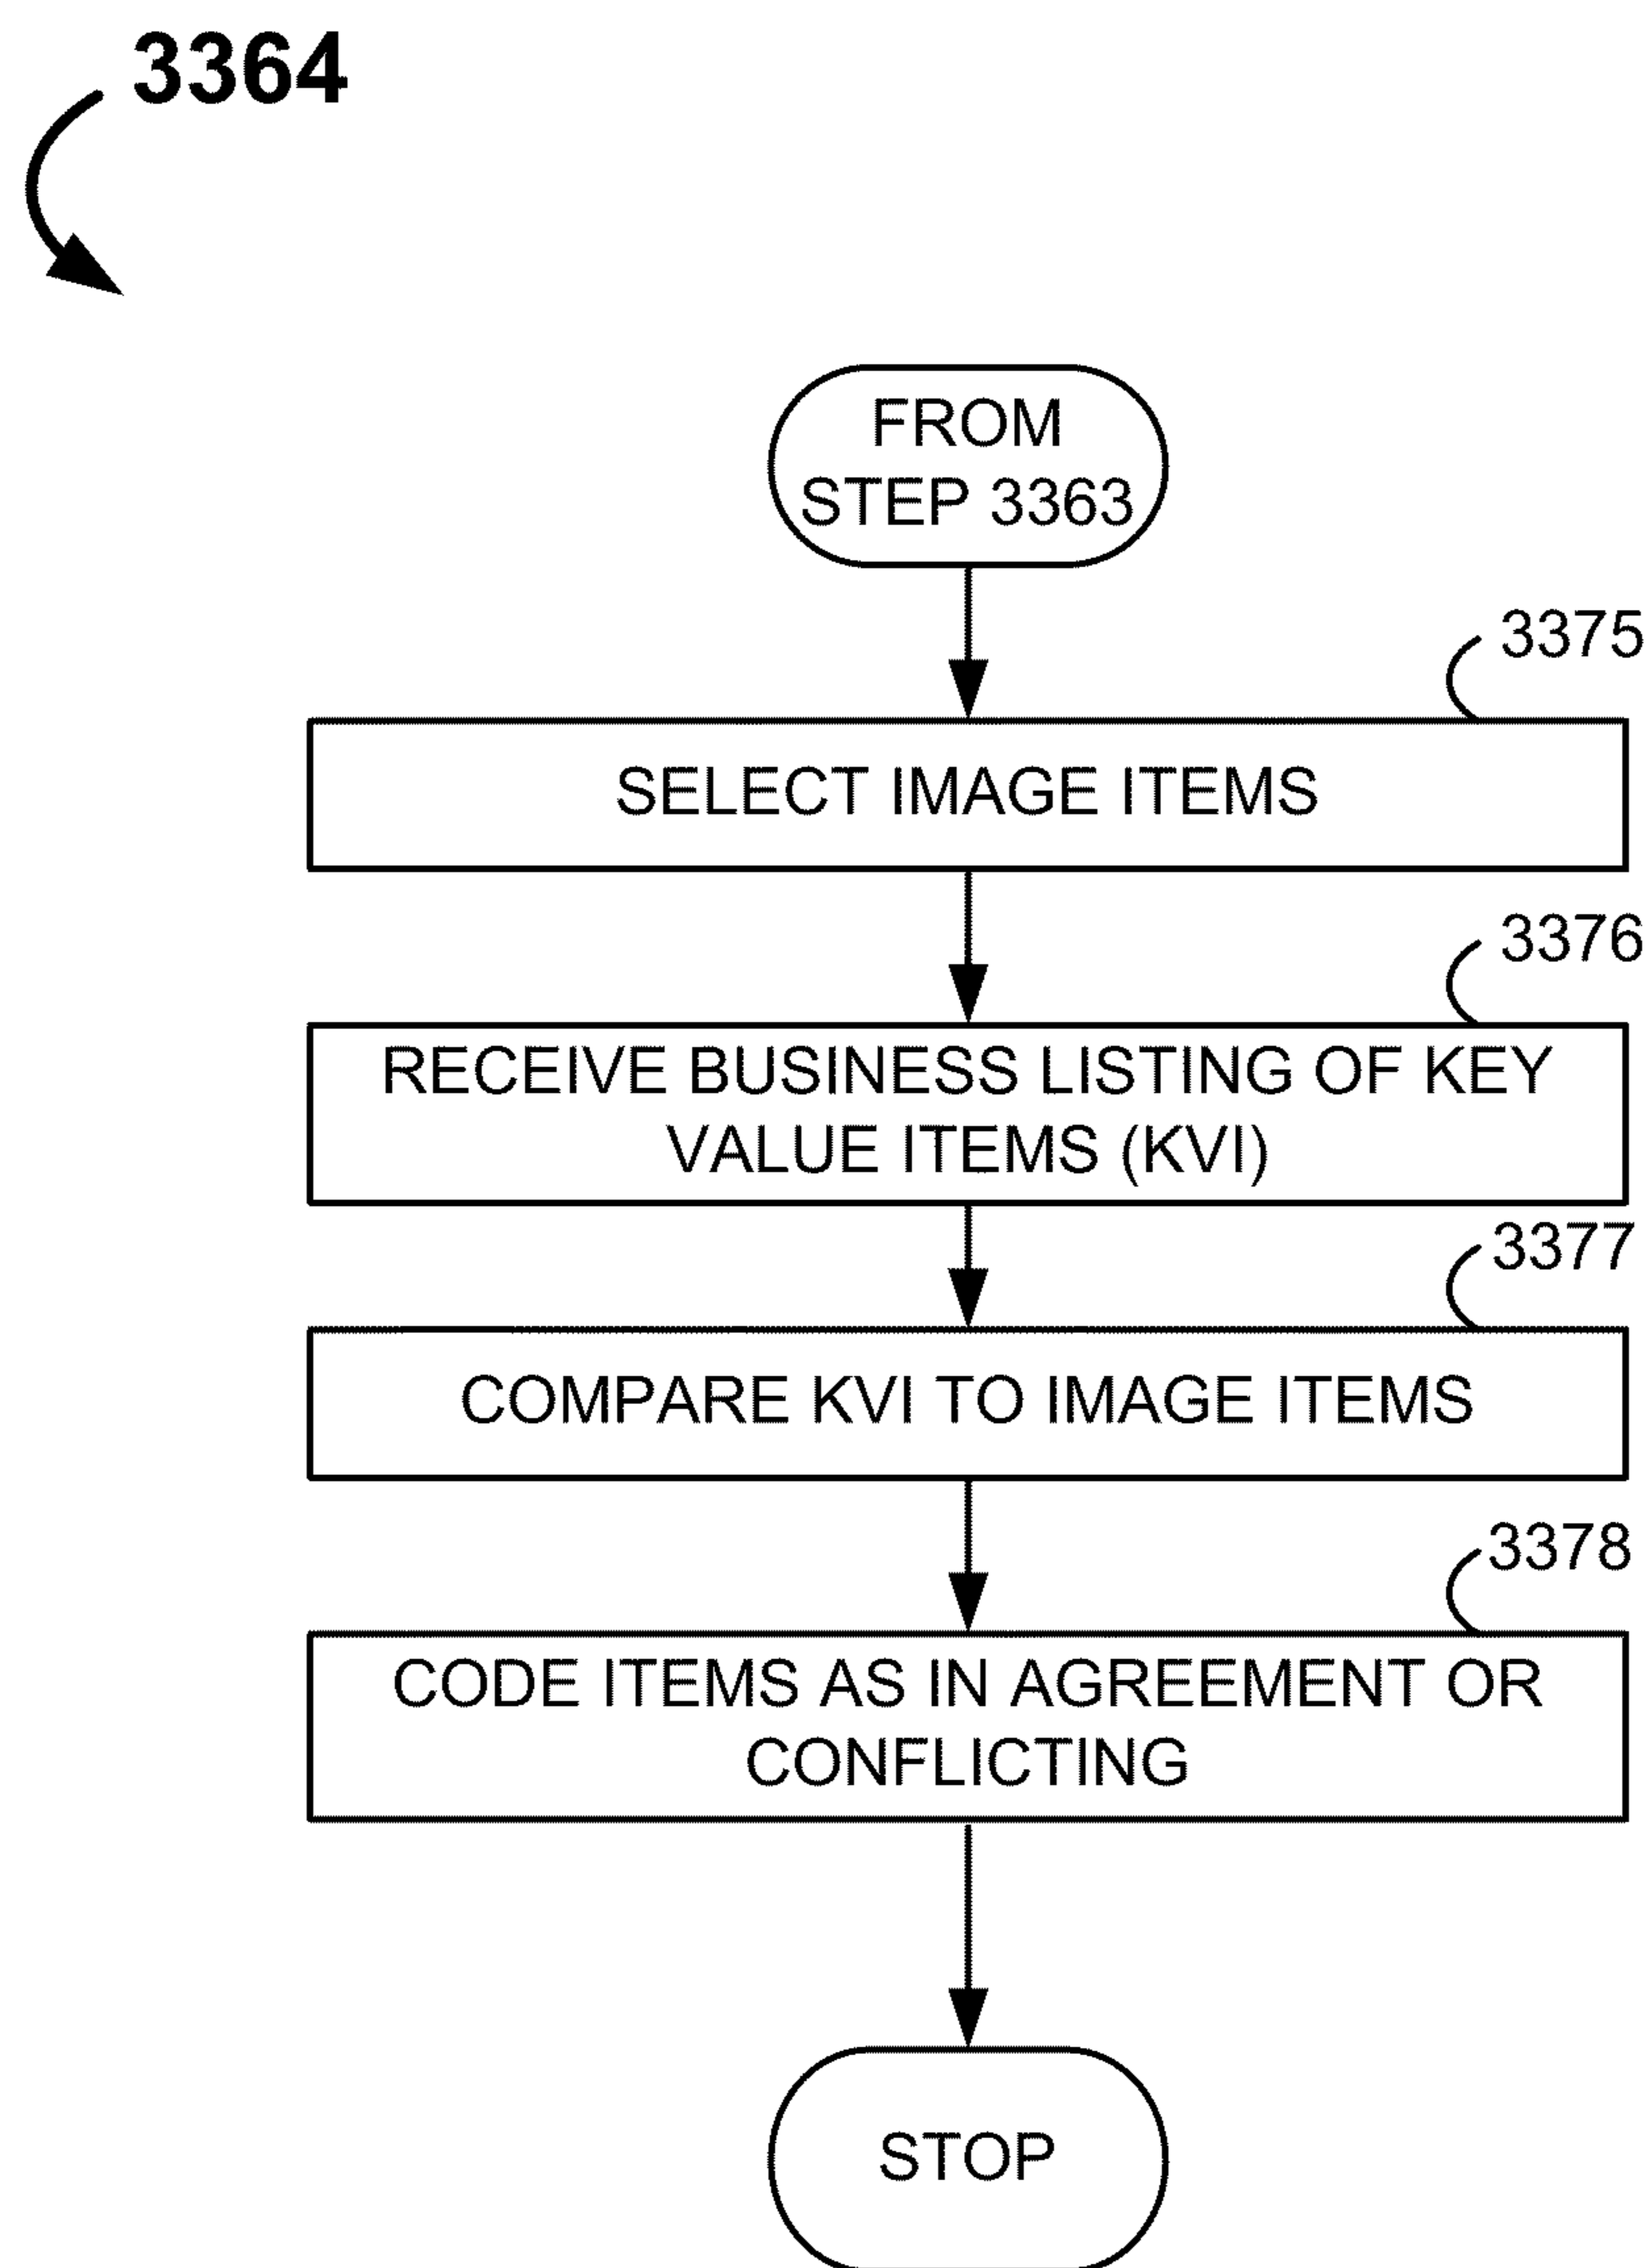 3364
FROM
STEP 3363
3375
SELECT IMAGE ITEMS
3376
RECEIVE BUSINESS LISTING OF KEY
VALUE ITEMS (KVI)
3377
COMPARE KVI TO IMAGE ITEMS
3378
CODE ITEMS AS IN AGREEMENT OR
CONFLICTING
STOP